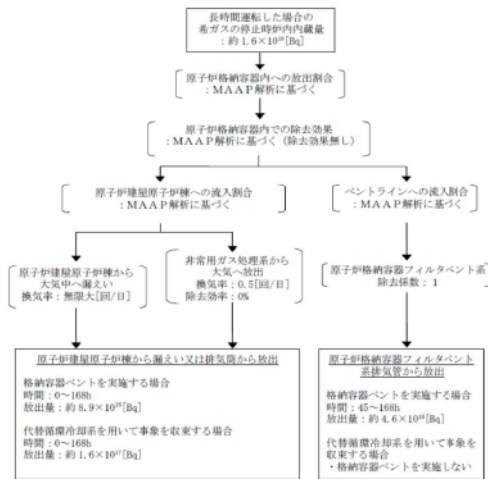 長時間運転した場合の
希ガスの停止時炉内内蔵量
:約1.6×10¹⁹[Bq]
原子炉格納容器内への放出割合
:MAAP解析に基づく
原子炉格納容器内での除去効果
:MAAP解析に基づく(除去効果無し)
原子炉建屋原子炉棟への流入割合
:MAAP解析に基づく
ベントラインへの流入割合
:MAAP解析に基づく
原子炉建屋原子炉棟から
大気中へ漏えい
換気率:無限大[回/日]
非常用ガス処理系から
大気へ放出
換気率:0.5[回/日]
除去効率:0%
原子炉格納容器フィルタベント系
除去係数:1
原子炉建屋原子炉棟から漏えい又は排気筒から放出
格納容器ベントを実施する場合
時間:0~168h
放出量:約8.9×10¹⁶[Bq]
代替循環冷却系を用いて事象を収束する場合
時間:0~168h
放出量:約1.6×10¹⁷[Bq]
原子炉格納容器フィルタベント
系排気管から放出
格納容器ベントを実施する場合
時間:45~168h
放出量:約4.6×10¹⁸[Bq]
代替循環冷却系を用いて事象を
収束する場合
・格納容器ベントを実施しない